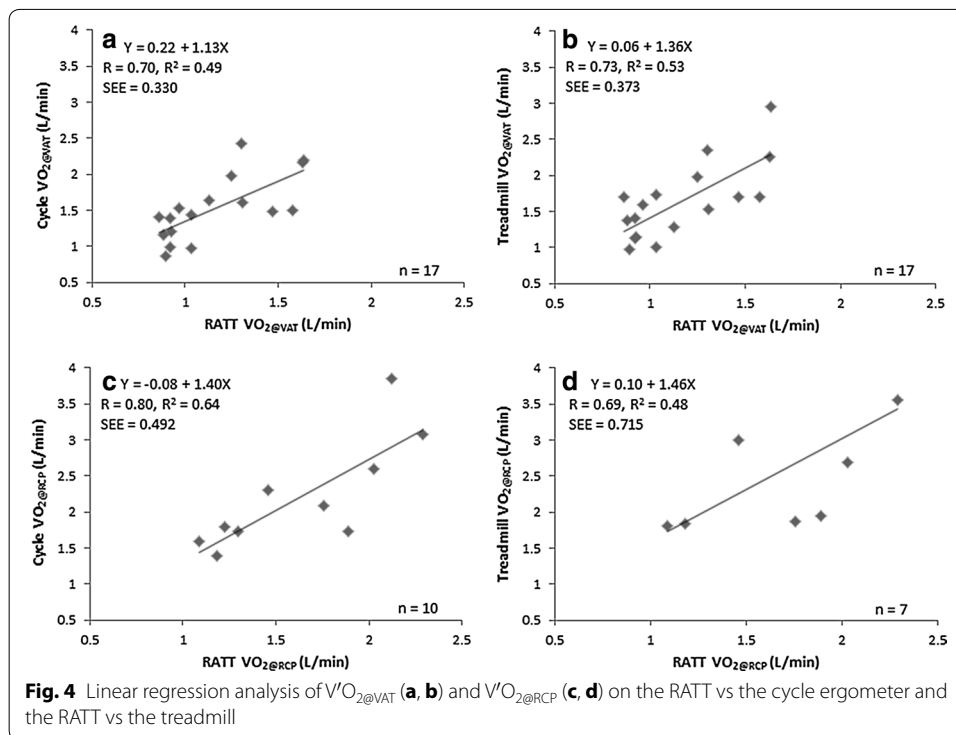 a Y = 0.22 + 1.13X
R = 0.70, R² = 0.49
SEE = 0.330
Cycle VO₂@VAT (L/min)
4
3.5
3
2.5
2
1.5
1
0.5
0.5 1 1.5 2 2.5
RATT VO₂@VAT (L/min)
n = 17
b Y = 0.06 + 1.36X
R = 0.73, R² = 0.53
SEE = 0.373
Treadmill VO₂@VAT (L/min)
4
3.5
3
2.5
2
1.5
1
0.5
0.5 1 1.5 2 2.5
RATT VO₂@VAT (L/min)
n = 17
c Y = -0.08 + 1.40X
R = 0.80, R² = 0.64
SEE = 0.492
Cycle VO₂@RCP (L/min)
4
3.5
3
2.5
2
1.5
1
0.5
0.5 1 1.5 2 2.5
RATT VO₂@RCP (L/min)
n = 10
d Y = 0.10 + 1.46X
R = 0.69, R² = 0.48
SEE = 0.715
Treadmill VO₂@RCP (L/min)
4
3.5
3
2.5
2
1.5
1
0.5
0.5 1 1.5 2 2.5
RATT VO₂@RCP (L/min)
n = 7
Fig. 4 Linear regression analysis of V′O₂@VAT (a, b) and V′O₂@RCP (c, d) on the RATT vs the cycle ergometer and
the RATT vs the treadmill